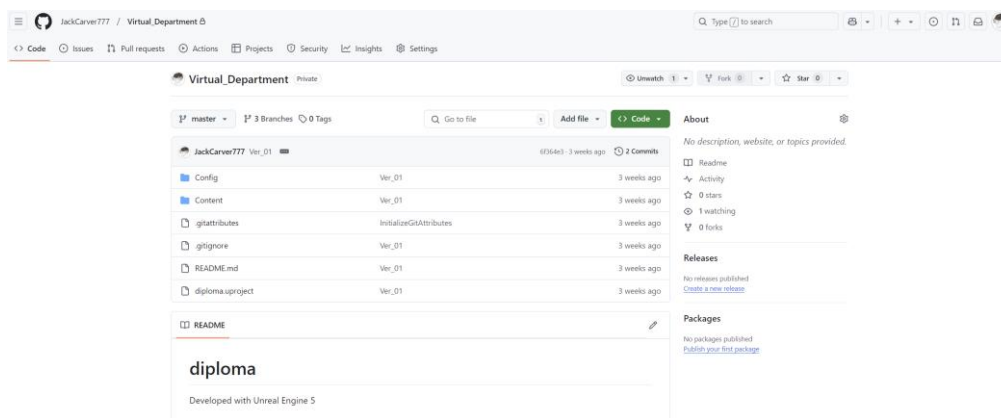 JackCarver777 / Virtual_Department
Type / to search
Code Issues Pull requests Actions Projects Security Insights Settings
Virtual_Department Private
Unwatch 1 Fork 0 Star 0
master 3 Branches 0 Tags
Go to file
Add file
Code
JackCarver777 Ver_01
6f364e3 · 3 weeks ago 2 Commits
Config Ver_01 3 weeks ago
Content Ver_01 3 weeks ago
.gitattributes InitializeGitAttributes 3 weeks ago
.gitignore Ver_01 3 weeks ago
README.md Ver_01 3 weeks ago
diploma.uproject Ver_01 3 weeks ago
README
diploma
Developed with Unreal Engine 5
About
No description, website, or topics provided.
Readme
Activity
0 stars
1 watching
0 forks
Releases
No releases published
Create a new release
Packages
No packages published
Publish your first package